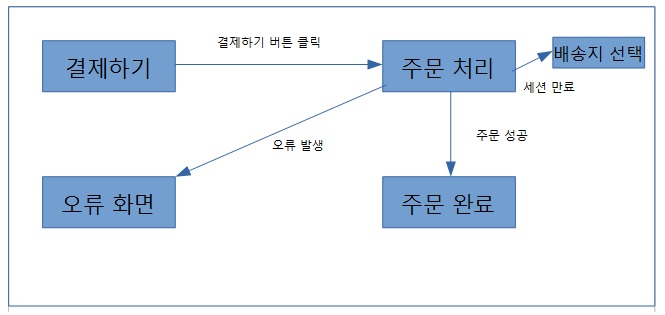 결제하기 버튼 클릭
결제하기
주문 처리
배송지 선택
세션 만료
오류 발생
주문 성공
오류 화면
주문 완료